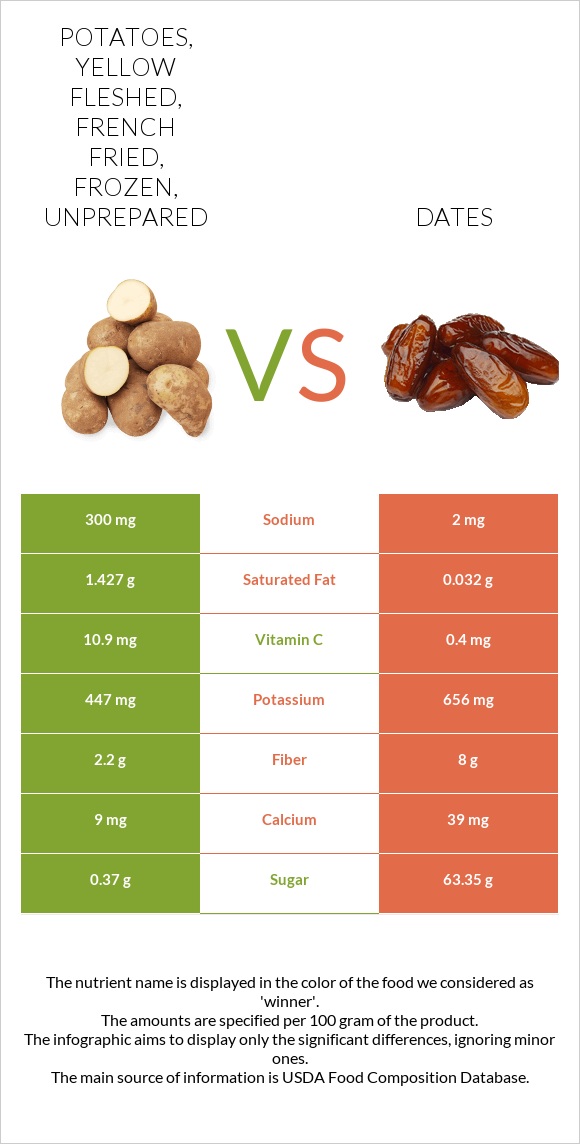 POTATOES,
YELLOW
FLESHED,
FRENCH
FRIED,
FROZEN,
UNPREPARED
DATES
VS
300 mg Sodium 2 mg
1.427 g Saturated Fat 0.032 g
10.9 mg Vitamin C 0.4 mg
447 mg Potassium 656 mg
2.2 g Fiber 8 g
9 mg Calcium 39 mg
0.37 g Sugar 63.35 g
The nutrient name is displayed in the color of the food we considered as
'winner'.
The amounts are specified per 100 gram of the product.
The infographic aims to display only the significant differences, ignoring minor
ones.
The main source of information is USDA Food Composition Database.